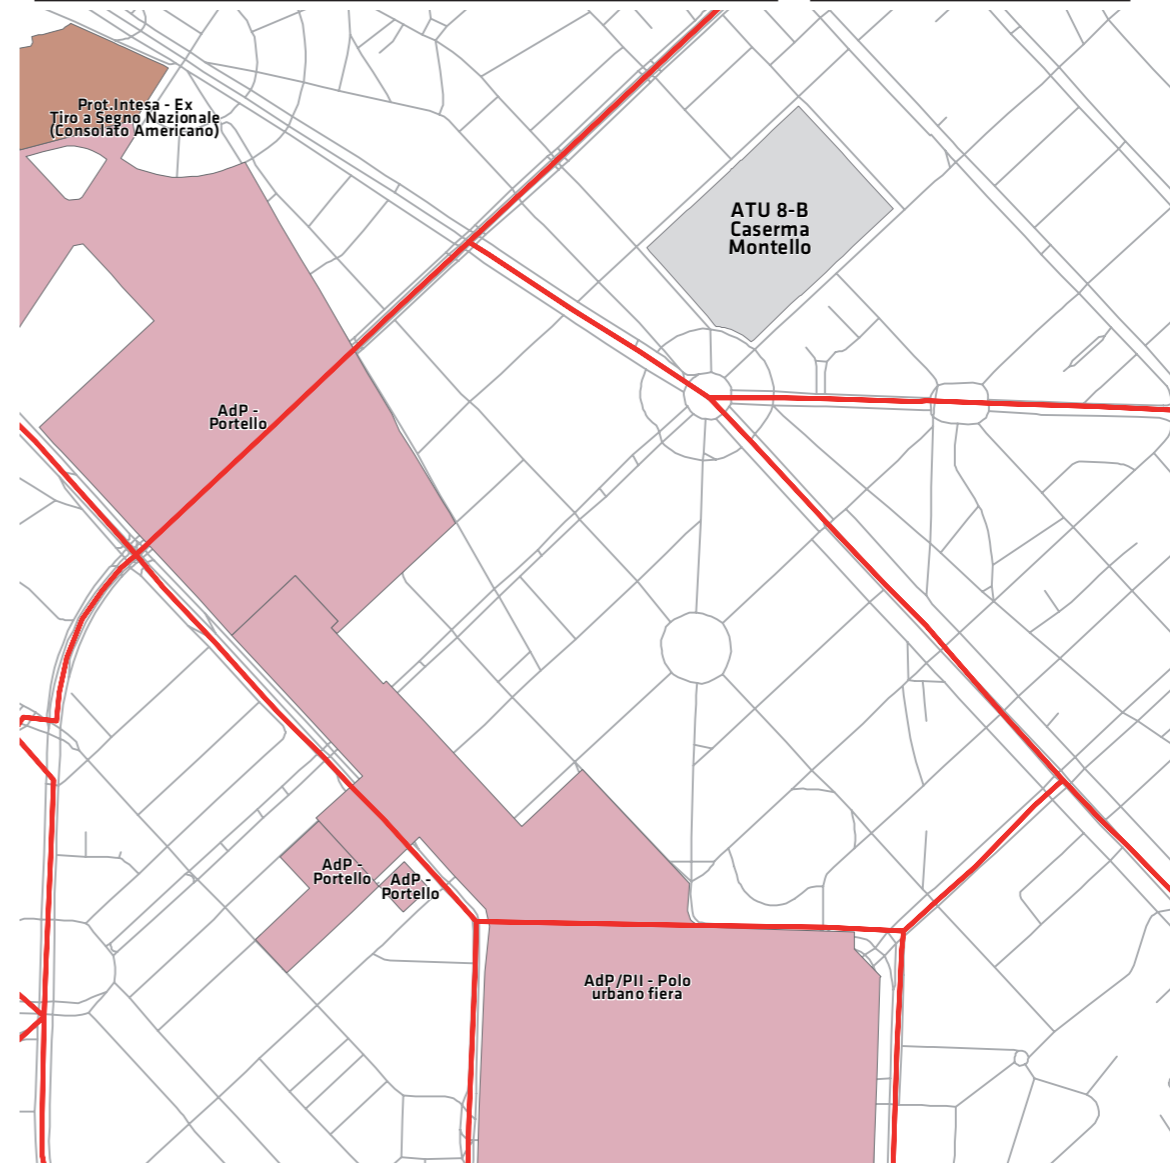 Prot.Intesa - Ex
Tiro a Segno Nazionale
(Consolato Americano)
ATU 8-B
Caserma
Montello
AdP -
Portello
AdP -
Portello
AdP -
Portello
AdP/PII - Polo
urbano fiera